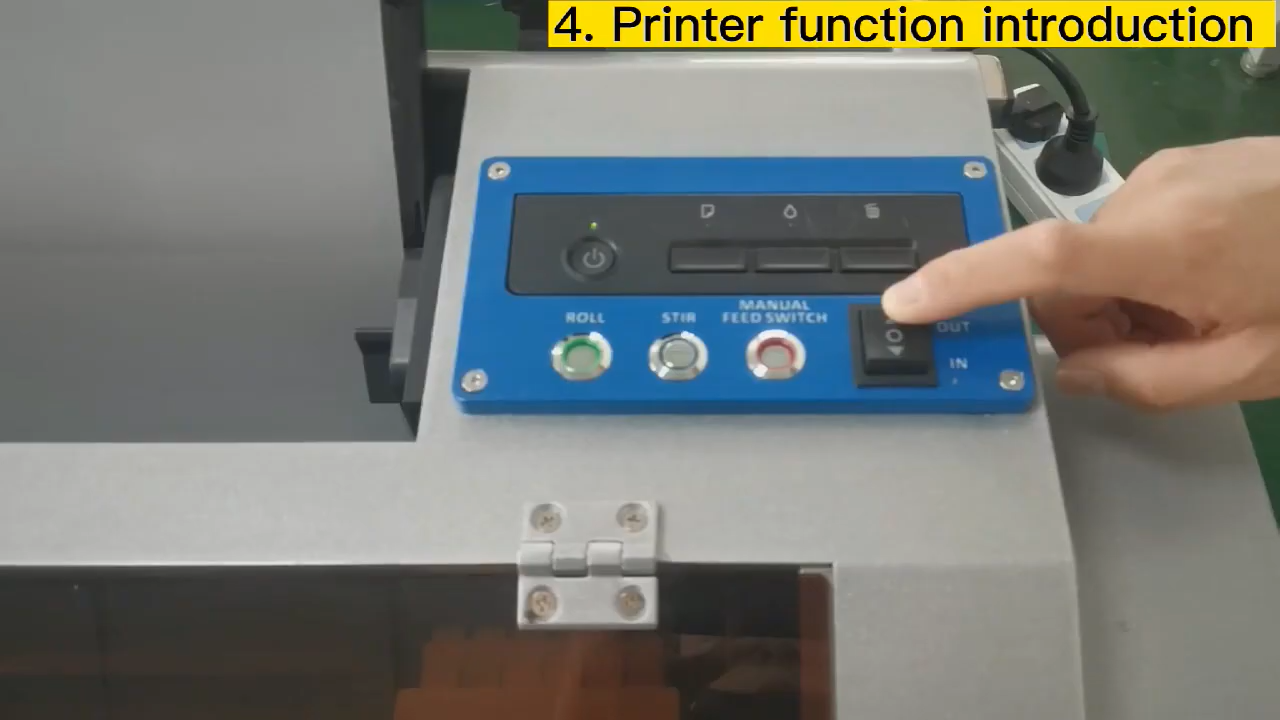 4. Printer function introduction
ROLL
STIR
MANUAL
FEED SWITCH
OUT
IN